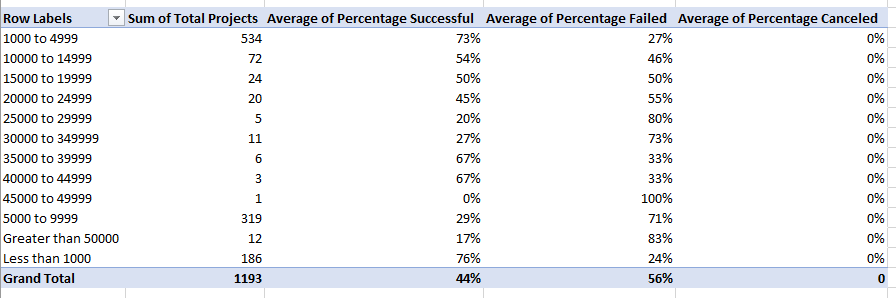 Row Labels Sum of Total Projects Average of Percentage Successful Average of Percentage Failed Average of Percentage Canceled
1000 to 4999 534 73% 27% 0%
10000 to 14999 72 54% 46% 0%
15000 to 19999 24 50% 50% 0%
20000 to 24999 20 45% 55% 0%
25000 to 29999 5 20% 80% 0%
30000 to 349999 11 27% 73% 0%
35000 to 39999 6 67% 33% 0%
40000 to 44999 3 67% 33% 0%
45000 to 49999 1 0% 100% 0%
5000 to 9999 319 29% 71% 0%
Greater than 50000 12 17% 83% 0%
Less than 1000 186 76% 24% 0%
Grand Total 1193 44% 56% 0